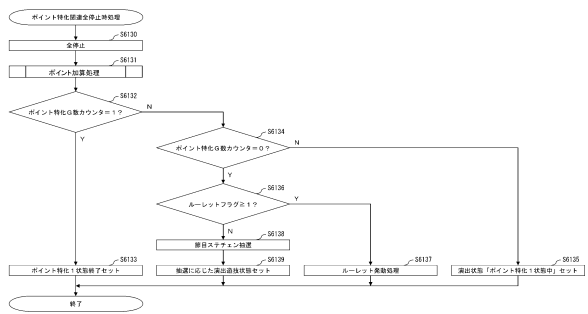 ポイント特化関連全停止時処理
S6130
全停止
S6131
ポイント加算処理
S6132
ポイント特化G数カウンタ=1?
N
Y
S6134
ポイント特化G数カウンタ=0?
N
Y
S6136
ルーレットフラグ≧1?
Y
N
S6138
節目ステチェン抽選
S6133
ポイント特化1状態終了セット
S6139
抽選に応じた演出遊技状態セット
S6137
ルーレット発動処理
S6135
演出状態「ポイント特化1状態中」セット
終了